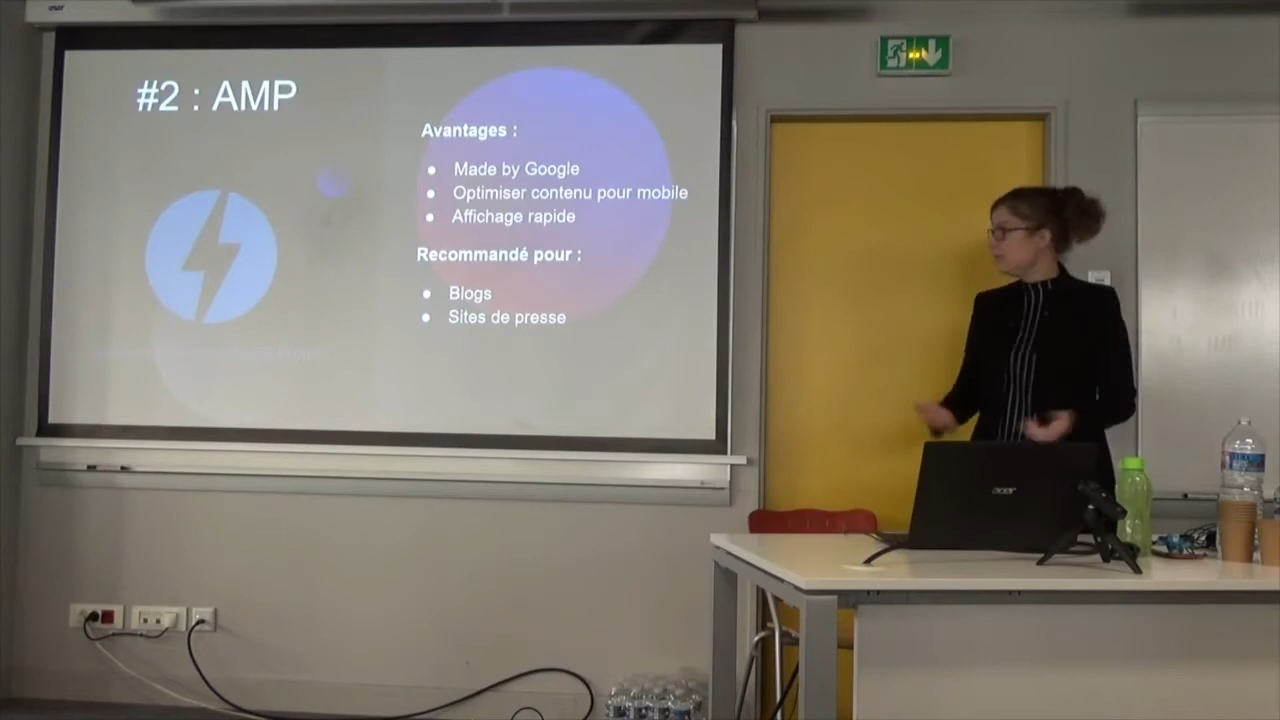 #2 : AMP
Avantages :
● Made by Google
● Optimiser contenu pour mobile
● Affichage rapide
Recommandé pour :
● Blogs
● Sites de presse
acer